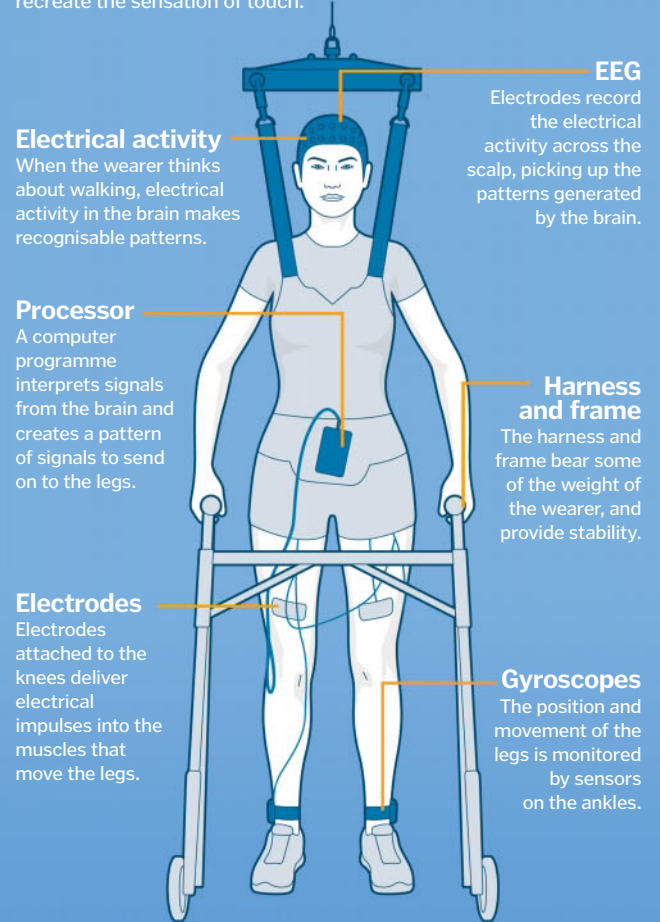 recreate the sensation of touch.
EEG
Electrodes record
the electrical
activity across the
scalp, picking up the
patterns generated
by the brain.
Electrical activity
When the wearer thinks
about walking, electrical
activity in the brain makes
recognisable patterns.
Processor
A computer
programme
interprets signals
from the brain and
creates a pattern
of signals to send
on to the legs.
Harness
and frame
The harness and
frame bear some
of the weight of
the wearer, and
provide stability.
Electrodes
Electrodes
attached to the
knees deliver
electrical
impulses into the
muscles that
move the legs.
Gyroscopes
The position and
movement of the
legs is monitored
by sensors
on the ankles.